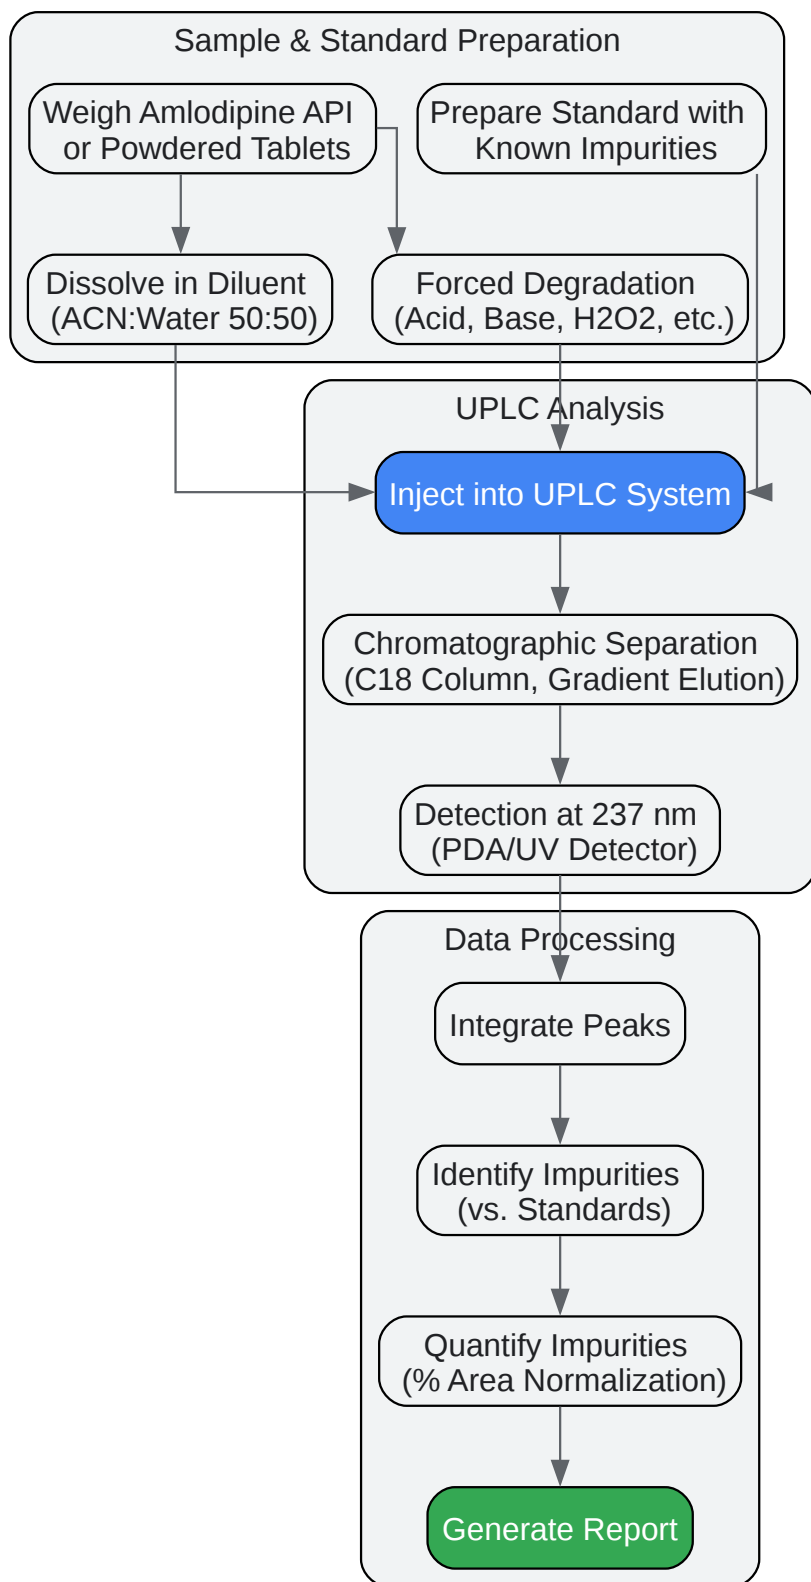 Sample & Standard Preparation
Weigh Amlodipine API
or Powdered Tablets
Prepare Standard with
Known Impurities
Dissolve in Diluent
(ACN:Water 50:50)
Forced Degradation
(Acid, Base, H2O2, etc.)
UPLC Analysis
Inject into UPLC System
Chromatographic Separation
(C18 Column, Gradient Elution)
Detection at 237 nm
(PDA/UV Detector)
Data Processing
Integrate Peaks
Identify Impurities
(vs. Standards)
Quantify Impurities
(% Area Normalization)
Generate Report